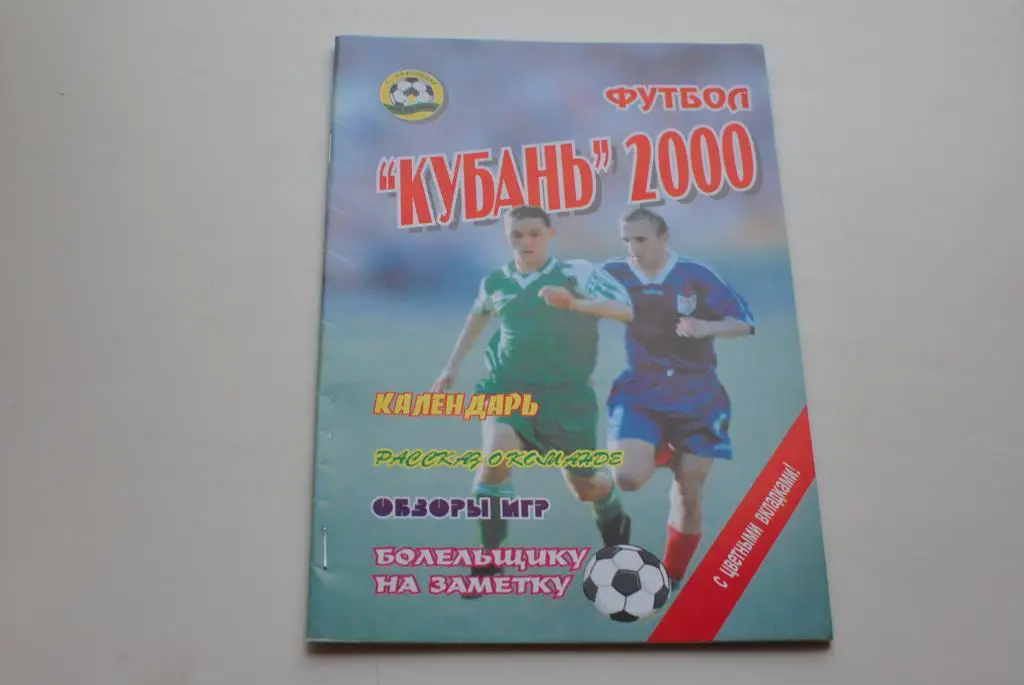 ФУТБОЛ
"КУБАНЬ" 2000
КАЛЕНДАРЬ
РАССКАЗ О КОМАНДЕ
ОБЗОРЫ ИГР
БОЛЕЛЬЩИКУ
НА ЗАМЕТКУ
С ЦВЕТНЫМИ ВКЛАДКАМИ!